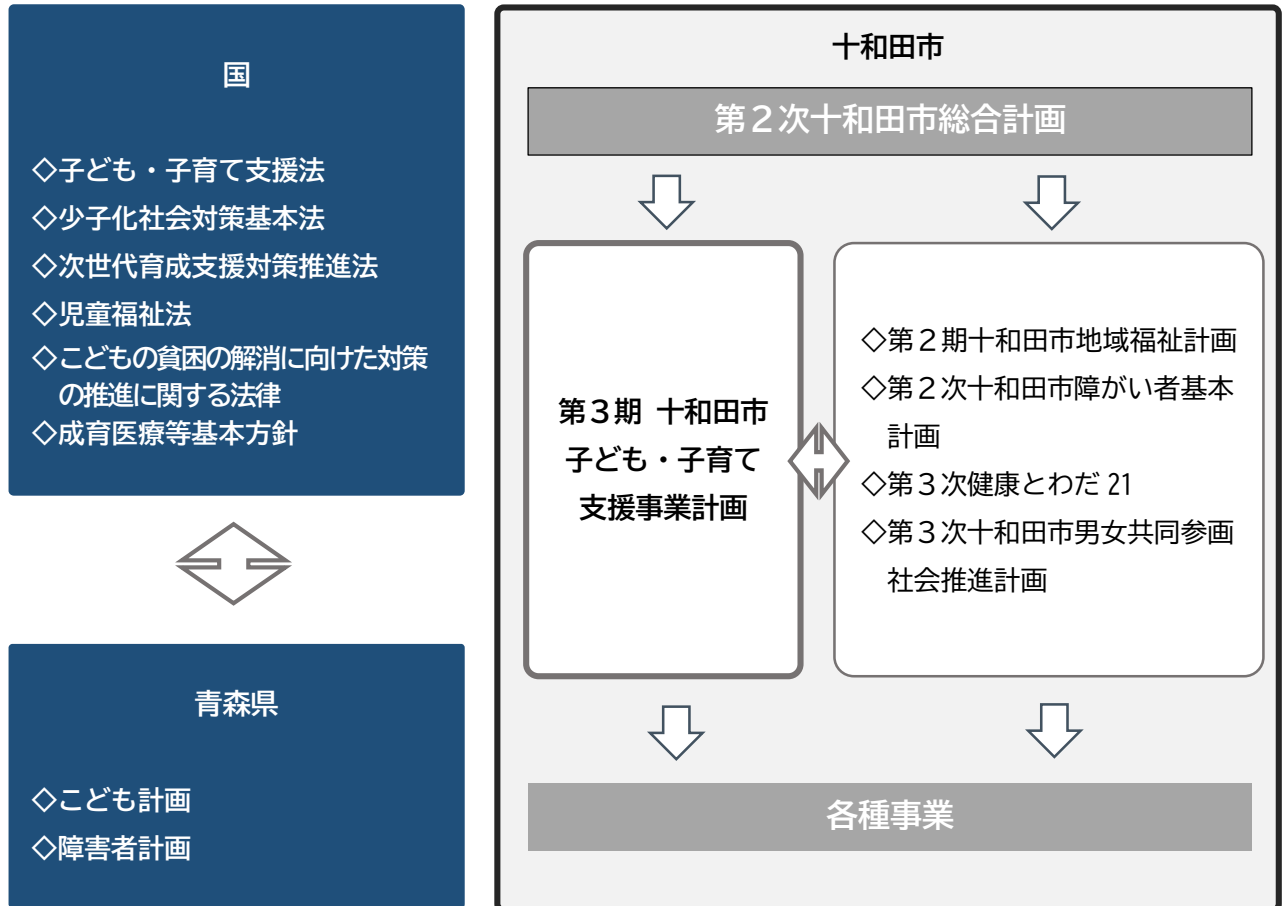 国
◇子ども・子育て支援法
◇少子化社会対策基本法
◇次世代育成支援対策推進法
◇児童福祉法
◇こどもの貧困の解消に向けた対策
の推進に関する法律
◇成育医療等基本方針
青森県
◇こども計画
◇障害者計画
十和田市
第２次十和田市総合計画
第３期 十和田市
子ども・子育て
支援事業計画
◇第２期十和田市地域福祉計画
◇第２次十和田市障がい者基本
計画
◇第３次健康とわだ 21
◇第３次十和田市男女共同参画
社会推進計画
各種事業